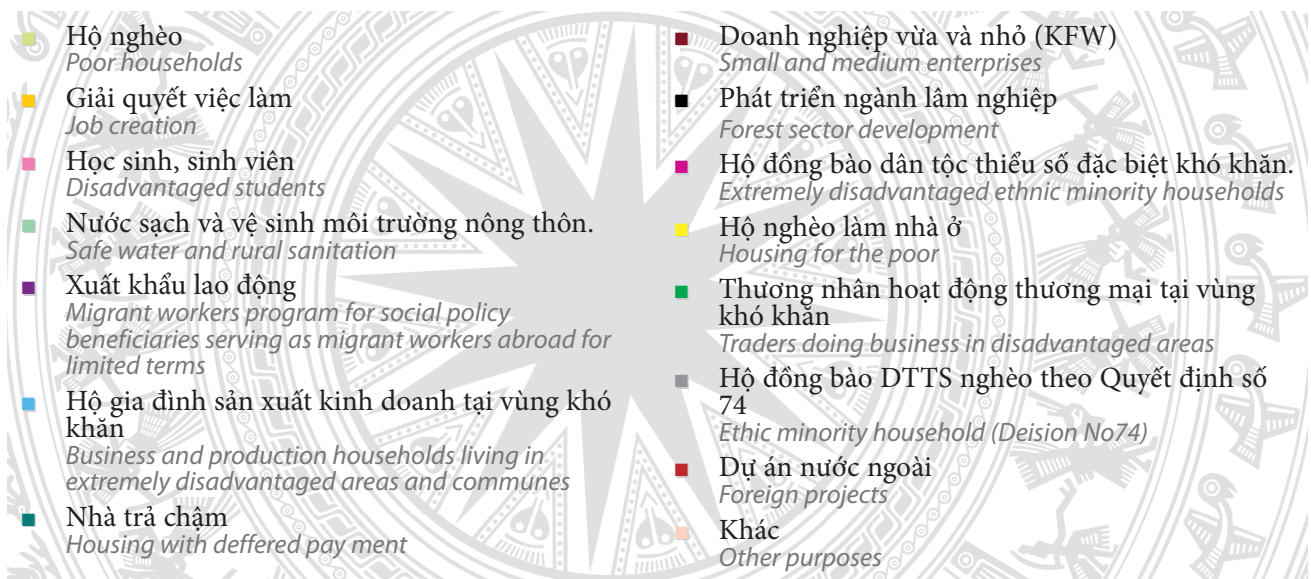 Hộ nghèo
Poor households
Giải quyết việc làm
Job creation
Học sinh, sinh viên
Disadvantaged students
Nước sạch và vệ sinh môi trường nông thôn.
Safe water and rural sanitation
Xuất khẩu lao động
Migrant workers program for social policy
beneficiaries serving as migrant workers abroad for
limited terms
Hộ gia đình sản xuất kinh doanh tại vùng khó
khăn
Business and production households living in
extremely disadvantaged areas and communes
Nhà trả chậm
Housing with deffered pay ment
Doanh nghiệp vừa và nhỏ (KFW)
Small and medium enterprises
Phát triển ngành lâm nghiệp
Forest sector development
Hộ đồng bào dân tộc thiểu số đặc biệt khó khăn.
Extremely disadvantaged ethnic minority households
Hộ nghèo làm nhà ở
Housing for the poor
Thương nhân hoạt động thương mại tại vùng
khó khăn
Traders doing business in disadvantaged areas
Hộ đồng bào DTTS nghèo theo Quyết định số
74
Ethic minority household (Deision No74)
Dự án nước ngoài
Foreign projects
Khác
Other purposes